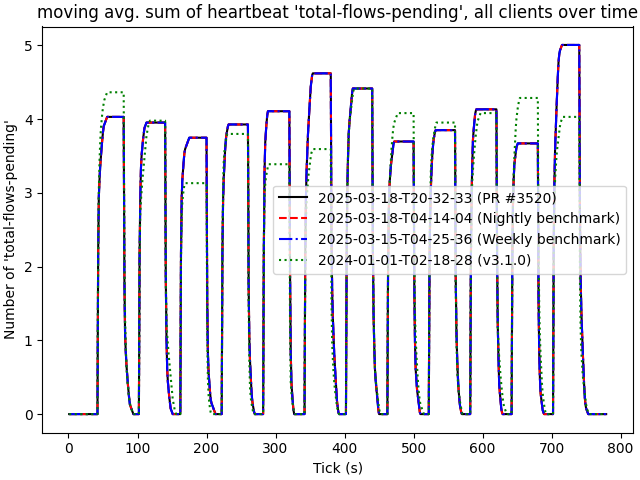 moving avg. sum of heartbeat 'total-flows-pending', all clients over time
Number of 'total-flows-pending'
5
4
3
2
1
0
2025-03-18-T20-32-33 (PR #3520)
2025-03-18-T04-14-04 (Nightly benchmark)
2025-03-15-T04-25-36 (Weekly benchmark)
2024-01-01-T02-18-28 (v3.1.0)
0 100 200 300 400 500 600 700 800
Tick (s)